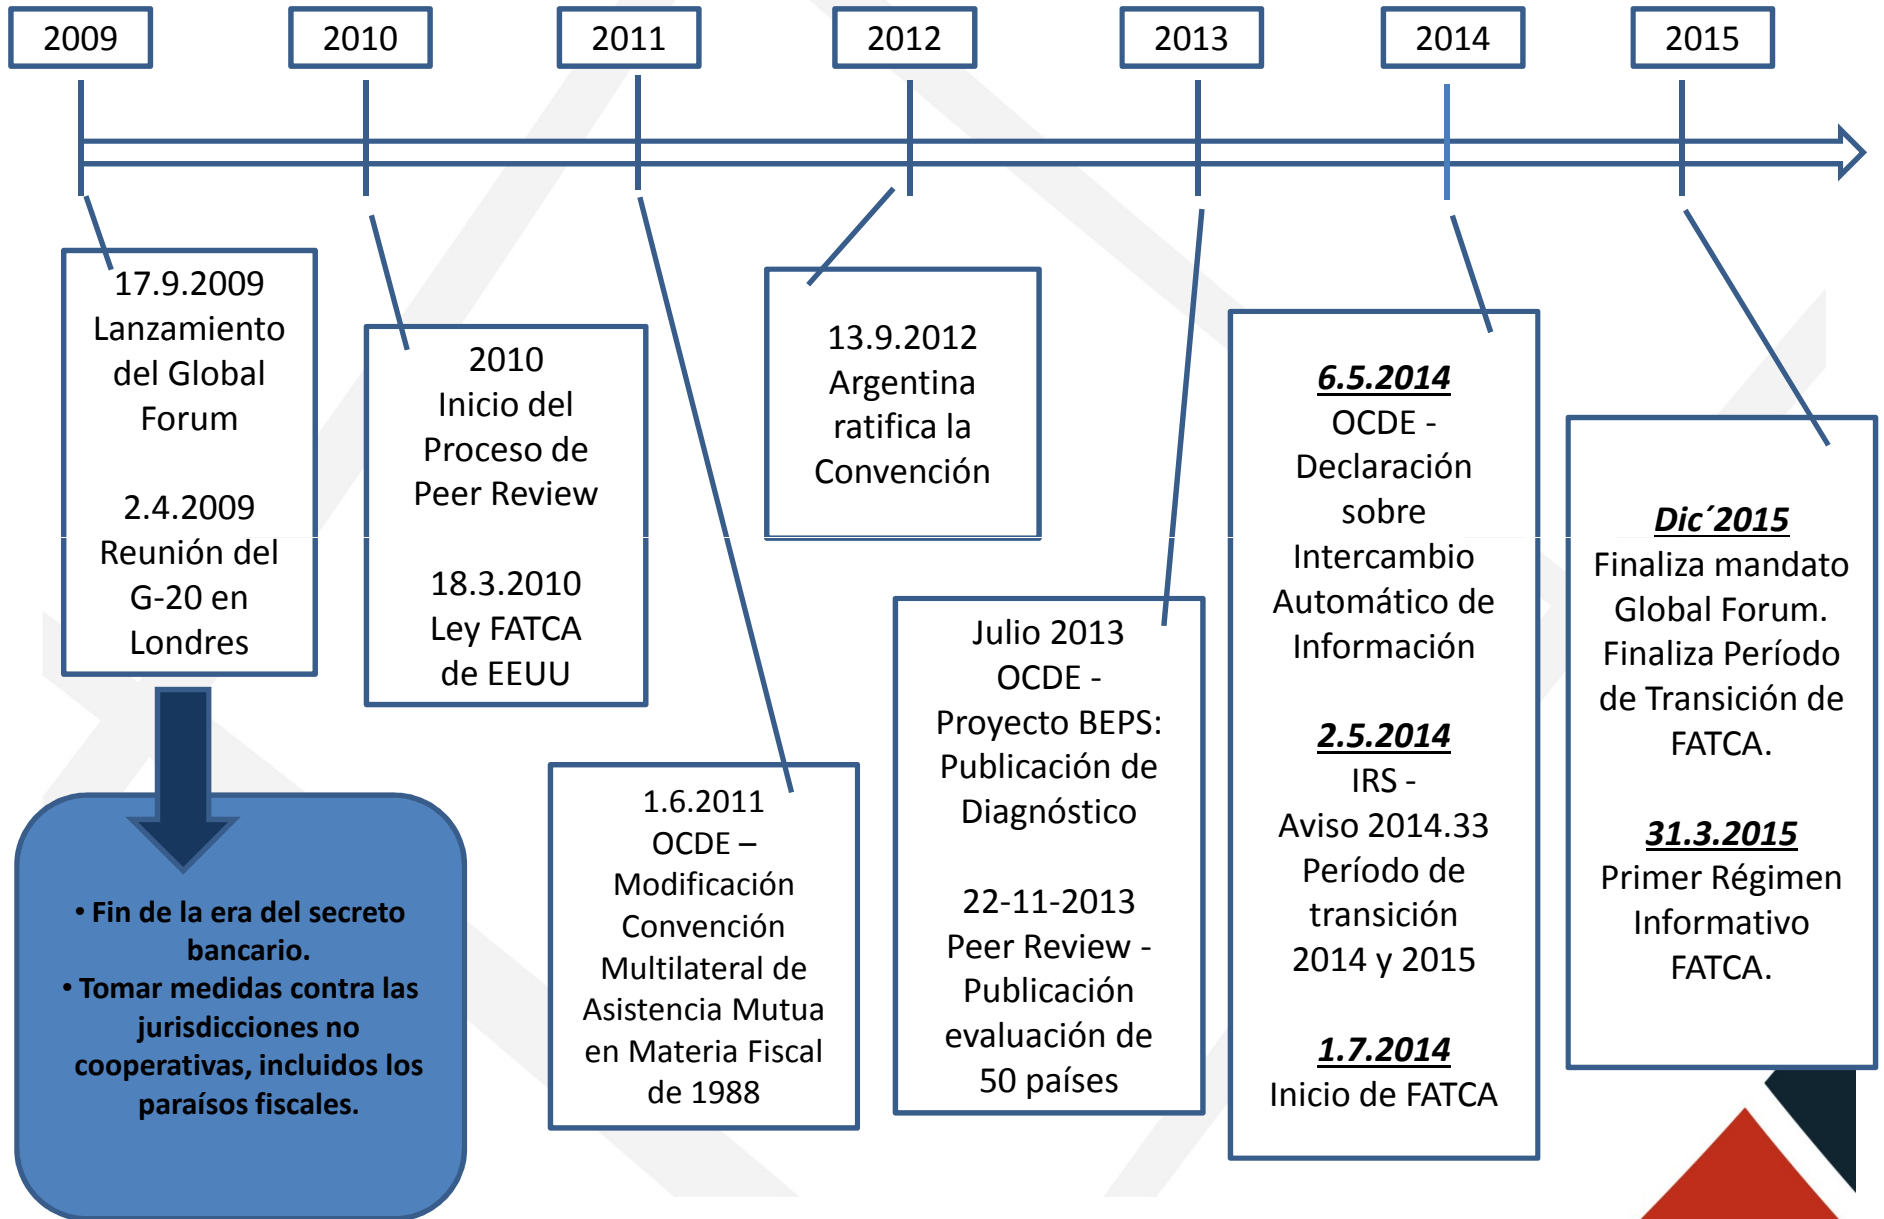 2009
2010
2011
2012
2013
2014
2015
17.9.2009
Lanzamiento
del Global
Forum
2.4.2009
Reunión del
G-20 en
Londres
• Fin de la era del secreto
bancario.
• Tomar medidas contra las
jurisdicciones no
cooperativas, incluidos los
paraísos fiscales.
2010
Inicio del
Proceso de
Peer Review
18.3.2010
Ley FATCA
de EEUU
1.6.2011
OCDE –
Modificación
Convención
Multilateral de
Asistencia Mutua
en Materia Fiscal
de 1988
13.9.2012
Argentina
ratifica la
Convención
Julio 2013
OCDE -
Proyecto BEPS:
Publicación de
Diagnóstico
22-11-2013
Peer Review -
Publicación
evaluación de
50 países
6.5.2014
OCDE -
Declaración
sobre
Intercambio
Automático de
Información
2.5.2014
IRS -
Aviso 2014.33
Período de
transición
2014 y 2015
1.7.2014
Inicio de FATCA
Dic´2015
Finaliza mandato
Global Forum.
Finaliza Período
de Transición de
FATCA.
31.3.2015
Primer Régimen
Informativo
FATCA.